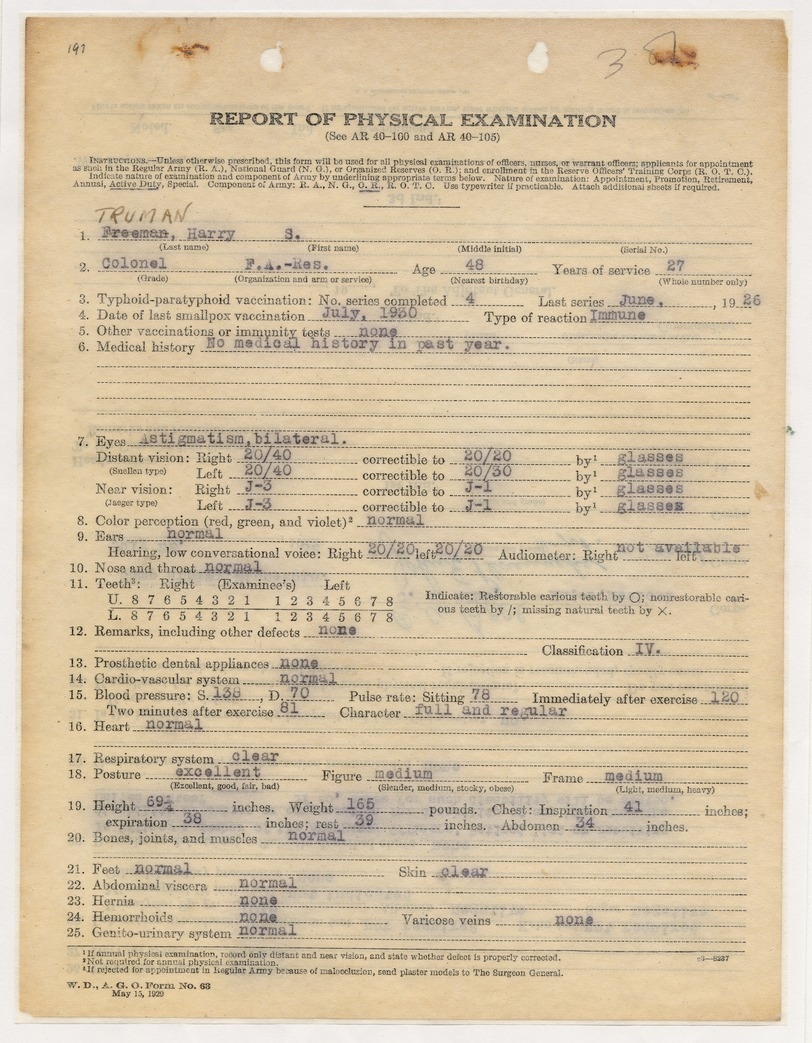 197
3
REPORT OF PHYSICAL EXAMINATION
(See AR 40-100 and AR 40-105)
INSTRUCTIONS.—Unless otherwise prescribed, this form will be used for all physical examinations of officers, nurses, or warrant officers; applicants for appointment
as such in the Regular Army (R. A.), National Guard (N. G.), or Organized Reserves (O. R.); and enrollment in the Reserve Officers' Training Corps (R. O. T. C.).
Indicate nature of examination and component of Army by underlining appropriate terms below. Nature of examination: Appointment, Promotion, Retirement,
Annual, Active Duty, Special. Component of Army: R. A., N. G., O. R., R. O. T. C. Use typewriter if practicable. Attach additional sheets if required.
TRUMAN
1. Freeman, Harry S.
(Last name) (First name) (Middle initial) (Serial No.)
2. Colonel F.A.-Res. Age 48 Years of service 27
(Grade) (Organization and arm or service) (Nearest birthday) (Whole number only)
3. Typhoid-paratyphoid vaccination: No. series completed 4 Last series June, , 19 26
4. Date of last smallpox vaccination July, 1930 Type of reaction Immune
5. Other vaccinations or immunity tests none
6. Medical history No medical history in past year.
7. Eyes Astigmatism, bilateral.
Distant vision: Right 20/40 correctible to 20/20 by¹ glasses
(Snellen type) Left 20/40 correctible to 20/30 by¹ glasses
Near vision: Right J-3 correctible to J-1 by¹ glasses
(Jaeger type) Left J-3 correctible to J-1 by¹ glasses
8. Color perception (red, green, and violet)² normal
9. Ears normal
Hearing, low conversational voice: Right 20/20 left 20/20 Audiometer: Right not available left
10. Nose and throat normal
11. Teeth³: Right (Examinee's) Left
U. 8 7 6 5 4 3 2 1 1 2 3 4 5 6 7 8 Indicate: Restorable carious teeth by O; nonrestorable cari-
L. 8 7 6 5 4 3 2 1 1 2 3 4 5 6 7 8 ous teeth by /; missing natural teeth by ×.
12. Remarks, including other defects none
Classification IV.
13. Prosthetic dental appliances none
14. Cardio-vascular system normal
15. Blood pressure: S. 138 , D. 70 Pulse rate: Sitting 78 Immediately after exercise 120
Two minutes after exercise 81 Character full and regular
16. Heart normal
17. Respiratory system clear
18. Posture excellent Figure medium Frame medium
(Excellent, good, fair, bad) (Slender, medium, stocky, obese) (Light, medium, heavy)
19. Height inches. Weight 165 pounds. Chest: Inspiration 41 inches;
expiration 38 inches; rest 39 inches. Abdomen 34 inches.
20. Bones, joints, and muscles normal
21. Feet normal Skin clear
22. Abdominal viscera normal
23. Hernia none
24. Hemorrhoids none Varicose veins none
25. Genito-urinary system normal
¹ If annual physical examination, record only distant and near vision, and state whether defect is properly corrected.
² Not required for annual physical examination.
³ If rejected for appointment in Regular Army because of malocclusion, send plaster models to The Surgeon General.
W. D., A. G. O. Form No. 63
May 15, 1929